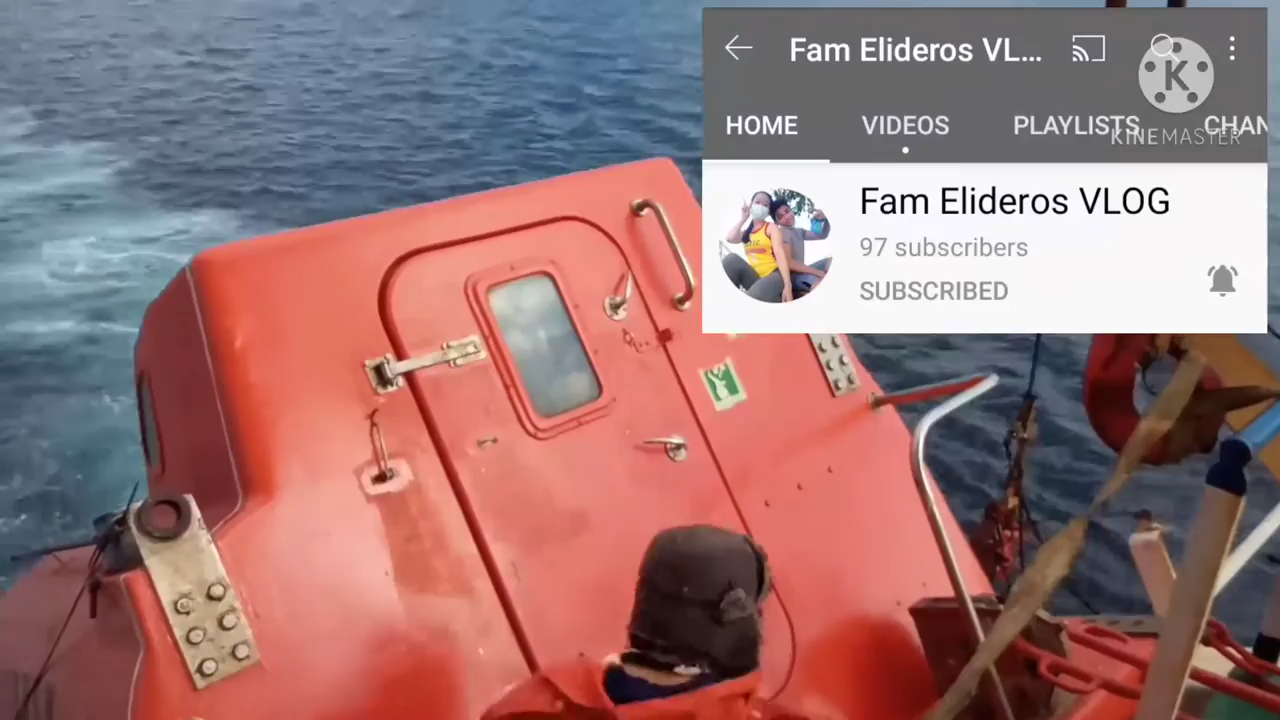 Fam Elideros VL...
HOME VIDEOS PLAYLISTS CHAN
K
KINEMASTER
Fam Elideros VLOG
97 subscribers
SUBSCRIBED